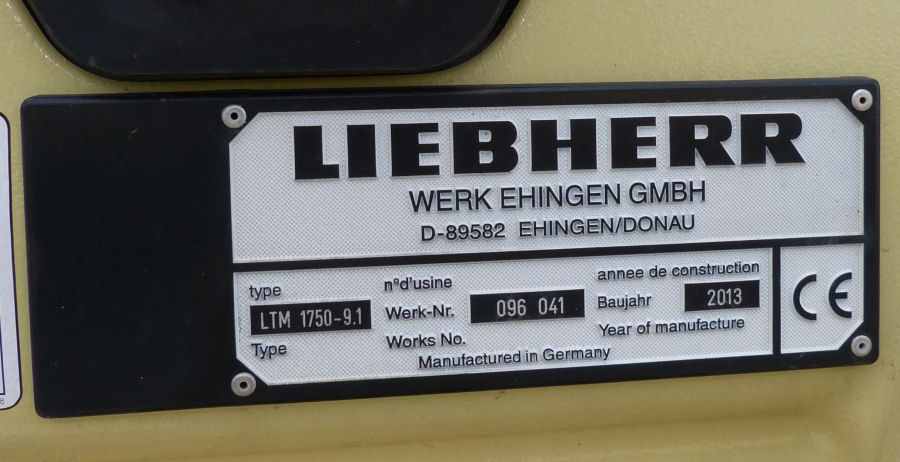 LIEBHERR
WERK EHINGEN GMBH
D-89582 EHINGEN/DONAU
type
LTM 1750-9.1
Type
n°d'usine
Werk-Nr. 096 041
Works No.
annee de construction
Baujahr 2013
Year of manufacture
Manufactured in Germany
CE
8